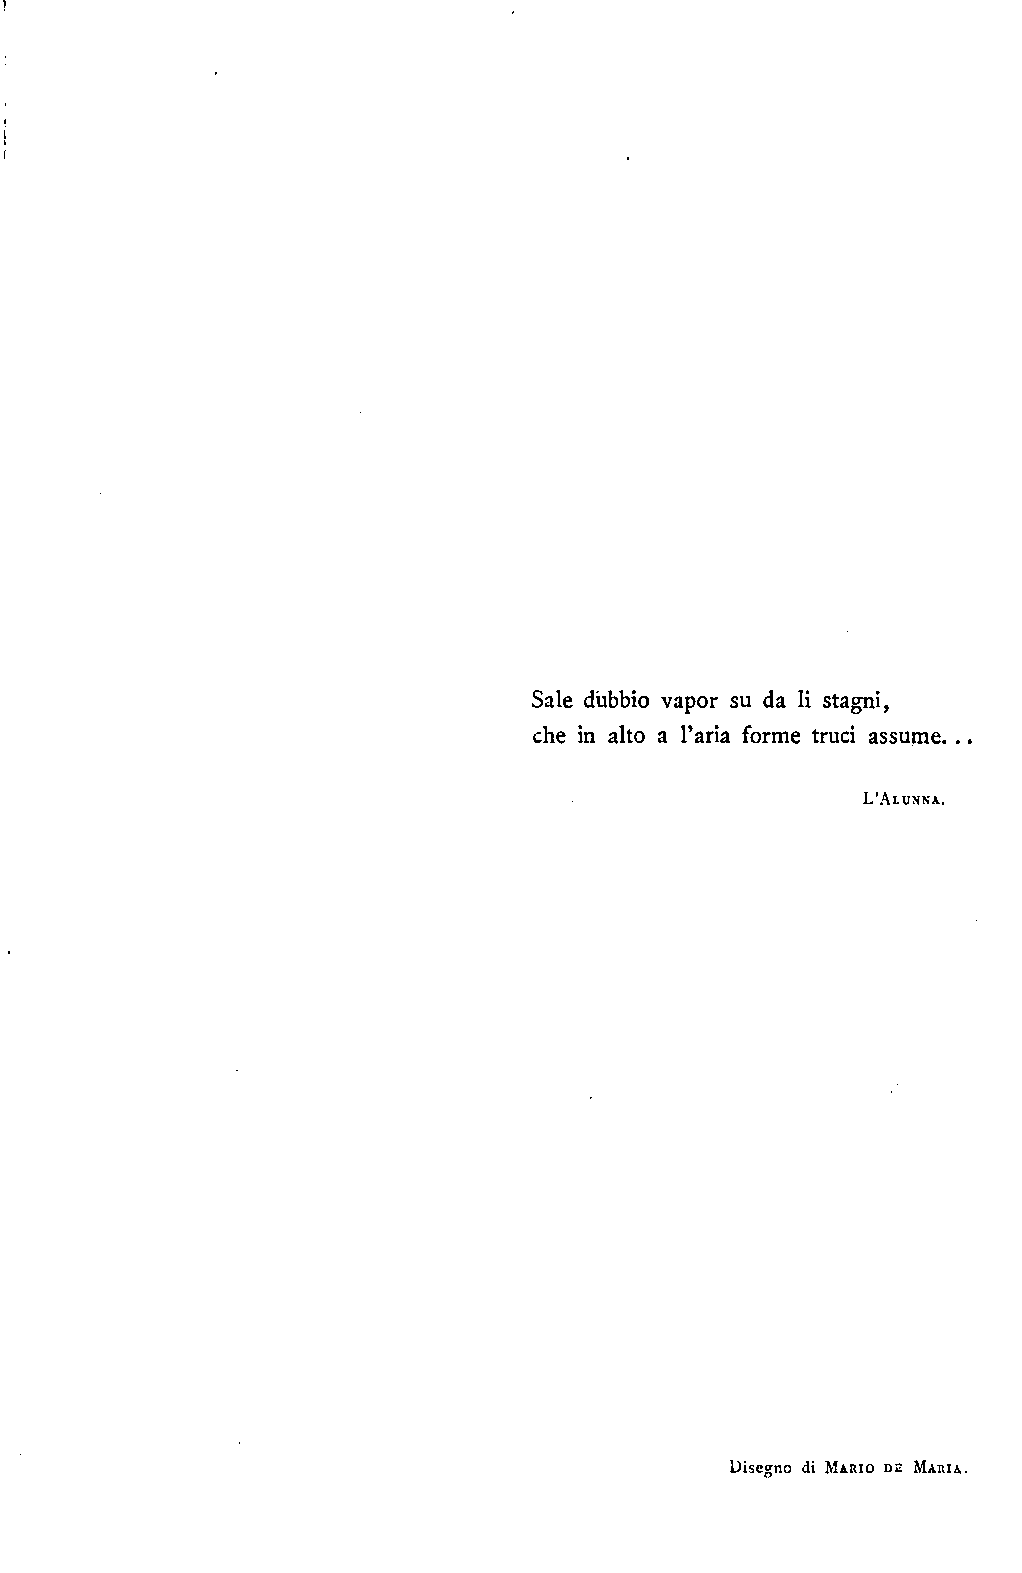 Sale dubbio vapor su da li stagni,
che in alto a l'aria forme truci assume...
L'ALUNNA.
Disegno di MARIO DE MARIA.